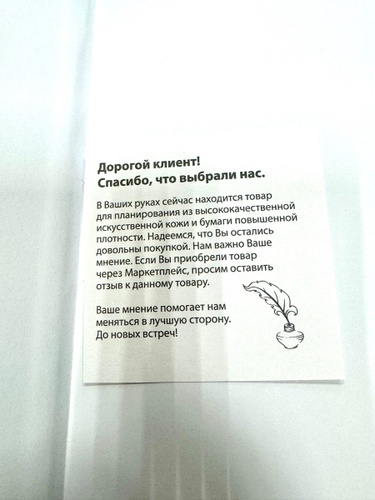 Дорогой клиент!
Спасибо, что выбрали нас.
В Ваших руках сейчас находится товар
для планирования из высококачественной
искусственной кожи и бумаги повышенной
плотности. Надеемся, что Вы остались
довольны покупкой. Нам важно Ваше
мнение. Если Вы приобрели товар
через Маркетплейс, просим оставить
отзыв к данному товару.
Ваше мнение помогает нам
меняться в лучшую сторону.
До новых встреч!